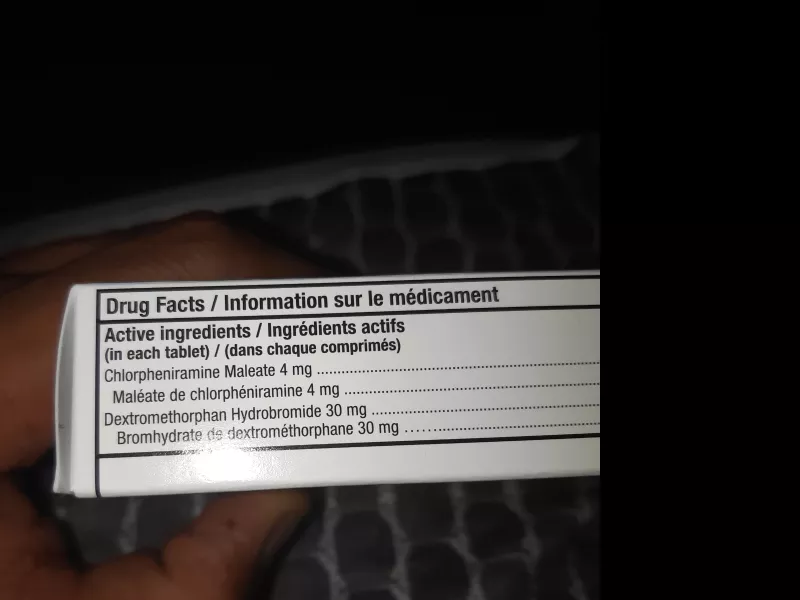 Drug Facts / Information sur le médicament
Active ingredients / Ingrédients actifs
(in each tablet) / (dans chaque comprimés)
Chlorpheniramine Maleate 4 mg ........................................
Maléate de chlorphéniramine 4 mg ........................................
Dextromethorphan Hydrobromide 30 mg ........................................
Bromhydrate de dextrométhorphane 30 mg ........................................